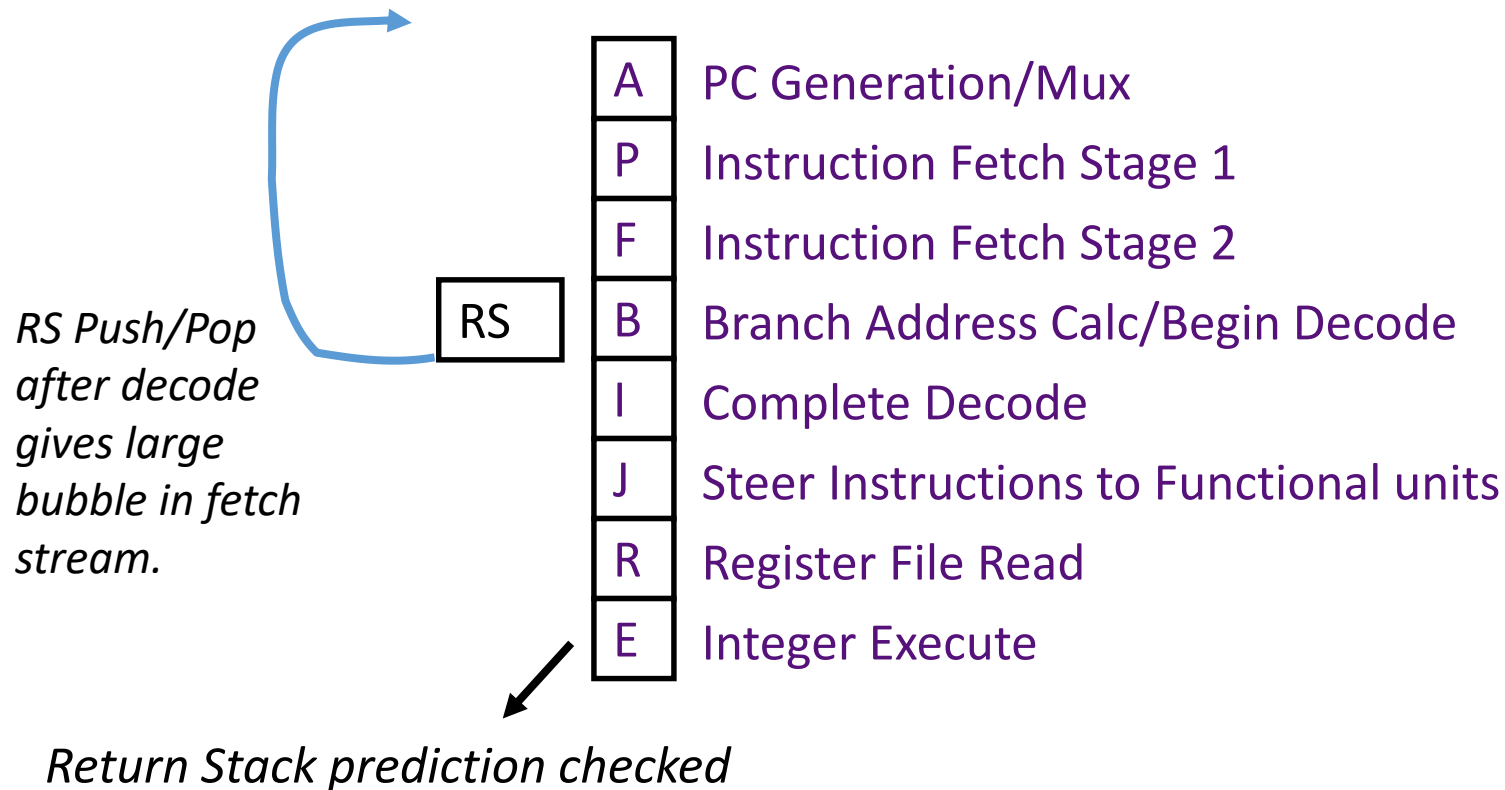 A PC Generation/Mux
P Instruction Fetch Stage 1
F Instruction Fetch Stage 2
RS B Branch Address Calc/Begin Decode
I Complete Decode
J Steer Instructions to Functional units
R Register File Read
E Integer Execute
RS Push/Pop
after decode
gives large
bubble in fetch
stream.
Return Stack prediction checked